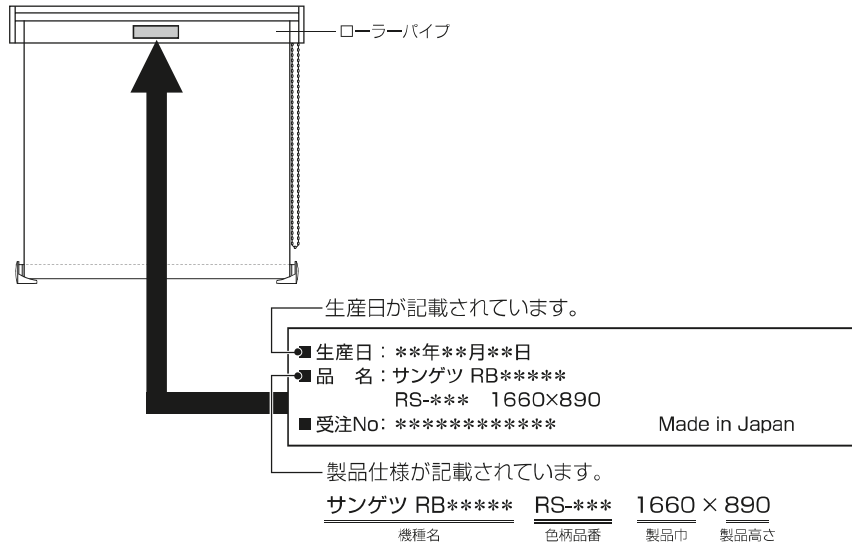 ローラーパイプ
生産日が記載されています。
■生産日：**年**月**日
■品　名：サンゲツ RB*****
RS-***　1660×890
■受注No：************
Made in Japan
製品仕様が記載されています。
サンゲツ RB*****　RS-***　1660 × 890
機種名　色柄品番　製品巾　製品高さ